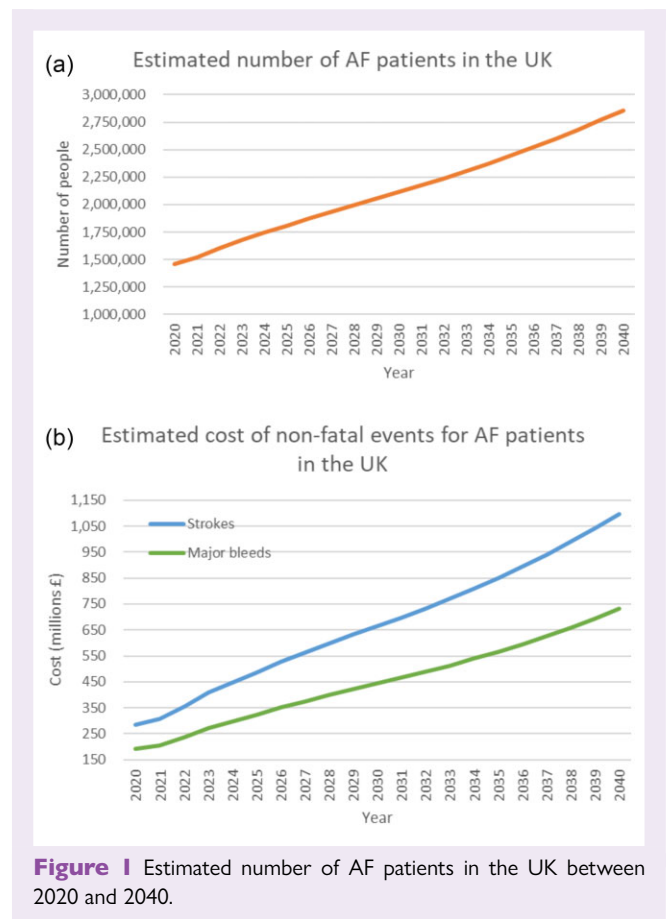 (a)
Estimated number of AF patients in the UK
3,000,000
2,750,000
2,500,000
2,250,000
2,000,000
1,750,000
1,500,000
1,250,000
1,000,000
Number of people
2020 2021 2022 2023 2024 2025 2026 2027 2028 2029 2030 2031 2032 2033 2034 2035 2036 2037 2038 2039 2040
Year
(b)
Estimated cost of non-fatal events for AF patients
in the UK
1,150
1,050
950
850
750
650
550
450
350
250
150
Cost (millions £)
Strokes
Major bleeds
2020 2021 2022 2023 2024 2025 2026 2027 2028 2029 2030 2031 2032 2033 2034 2035 2036 2037 2038 2039 2040
Year
Figure 1 Estimated number of AF patients in the UK between
2020 and 2040.